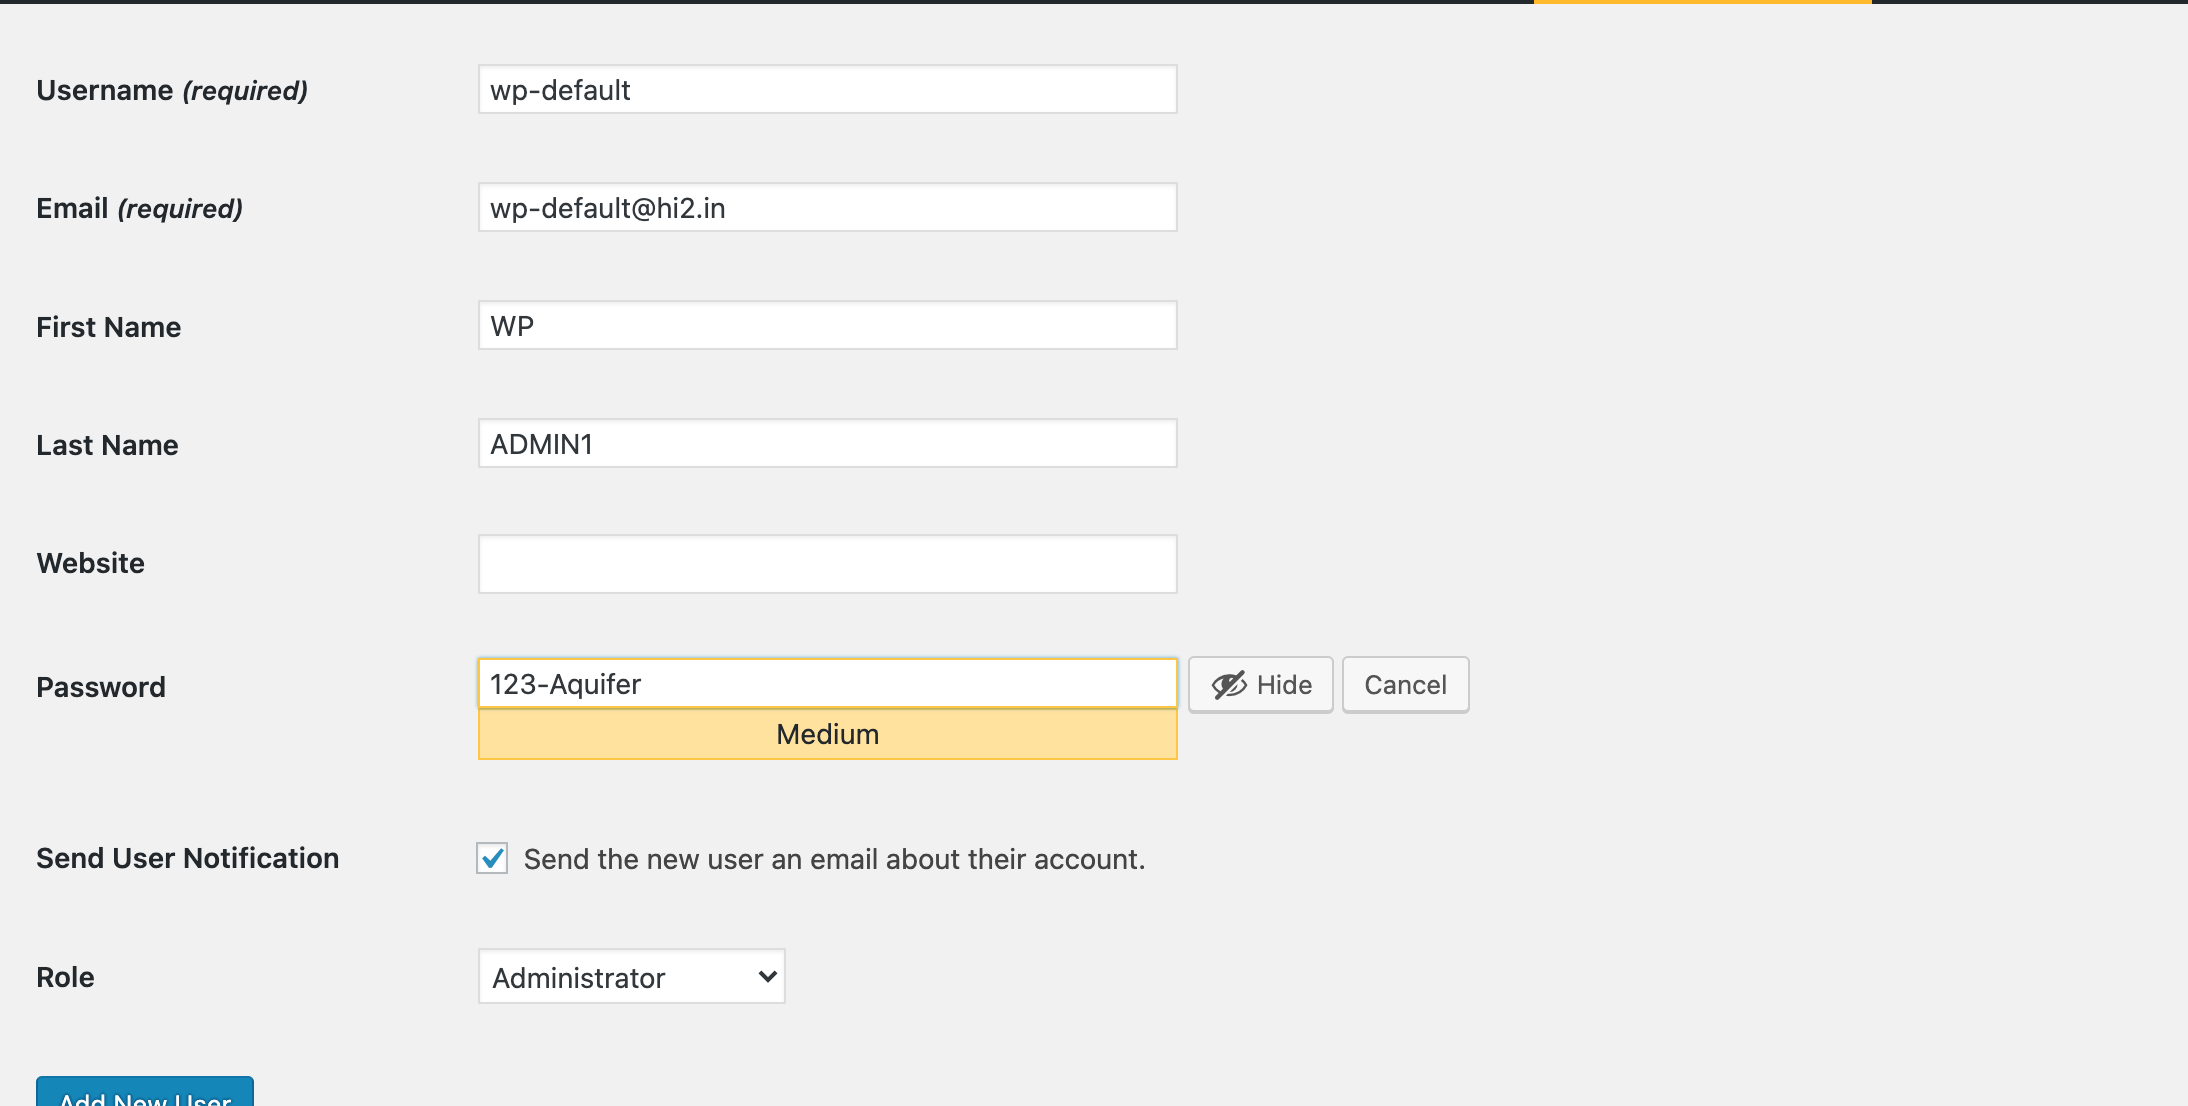 Username (required)
wp-default
Email (required)
wp-default@hi2.in
First Name
WP
Last Name
ADMIN1
Website
Password
123-Aquifer
Hide
Cancel
Medium
Send User Notification
Send the new user an email about their account.
Role
Administrator
Add New User